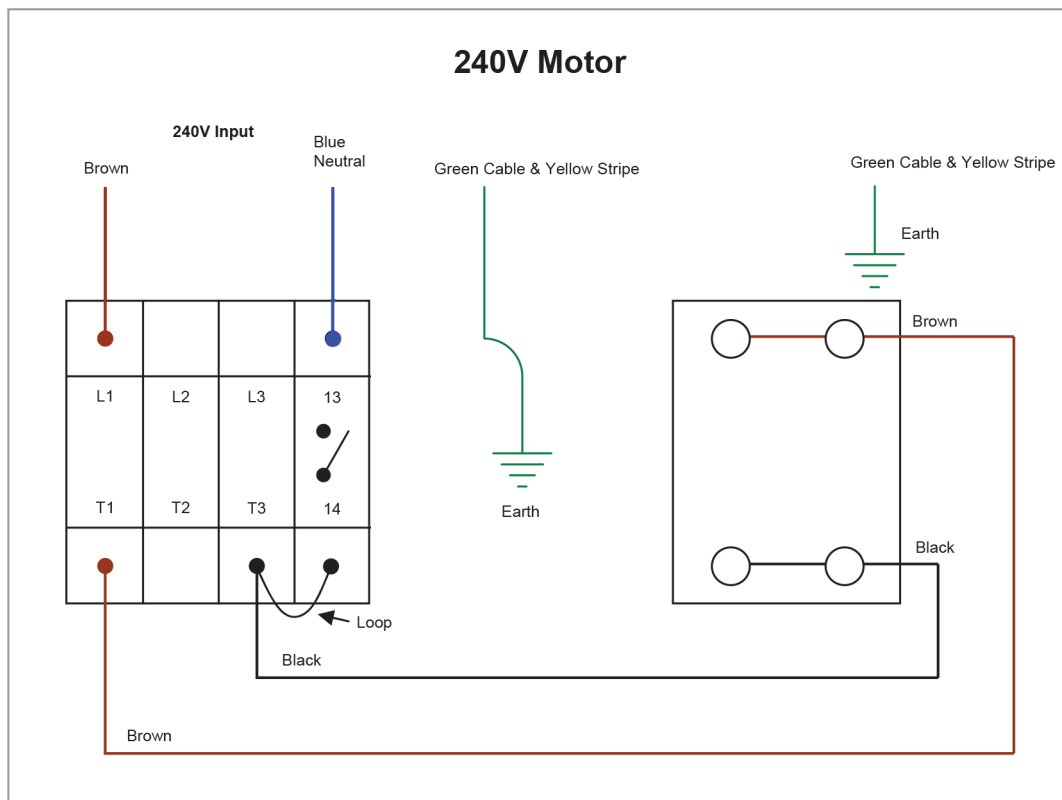 240V Motor
240V Input
Blue
Neutral
Brown
Green Cable & Yellow Stripe
Green Cable & Yellow Stripe
Earth
Brown
L1 L2 L3 13
T1 T2 T3 14
Earth
Black
Loop
Black
Brown